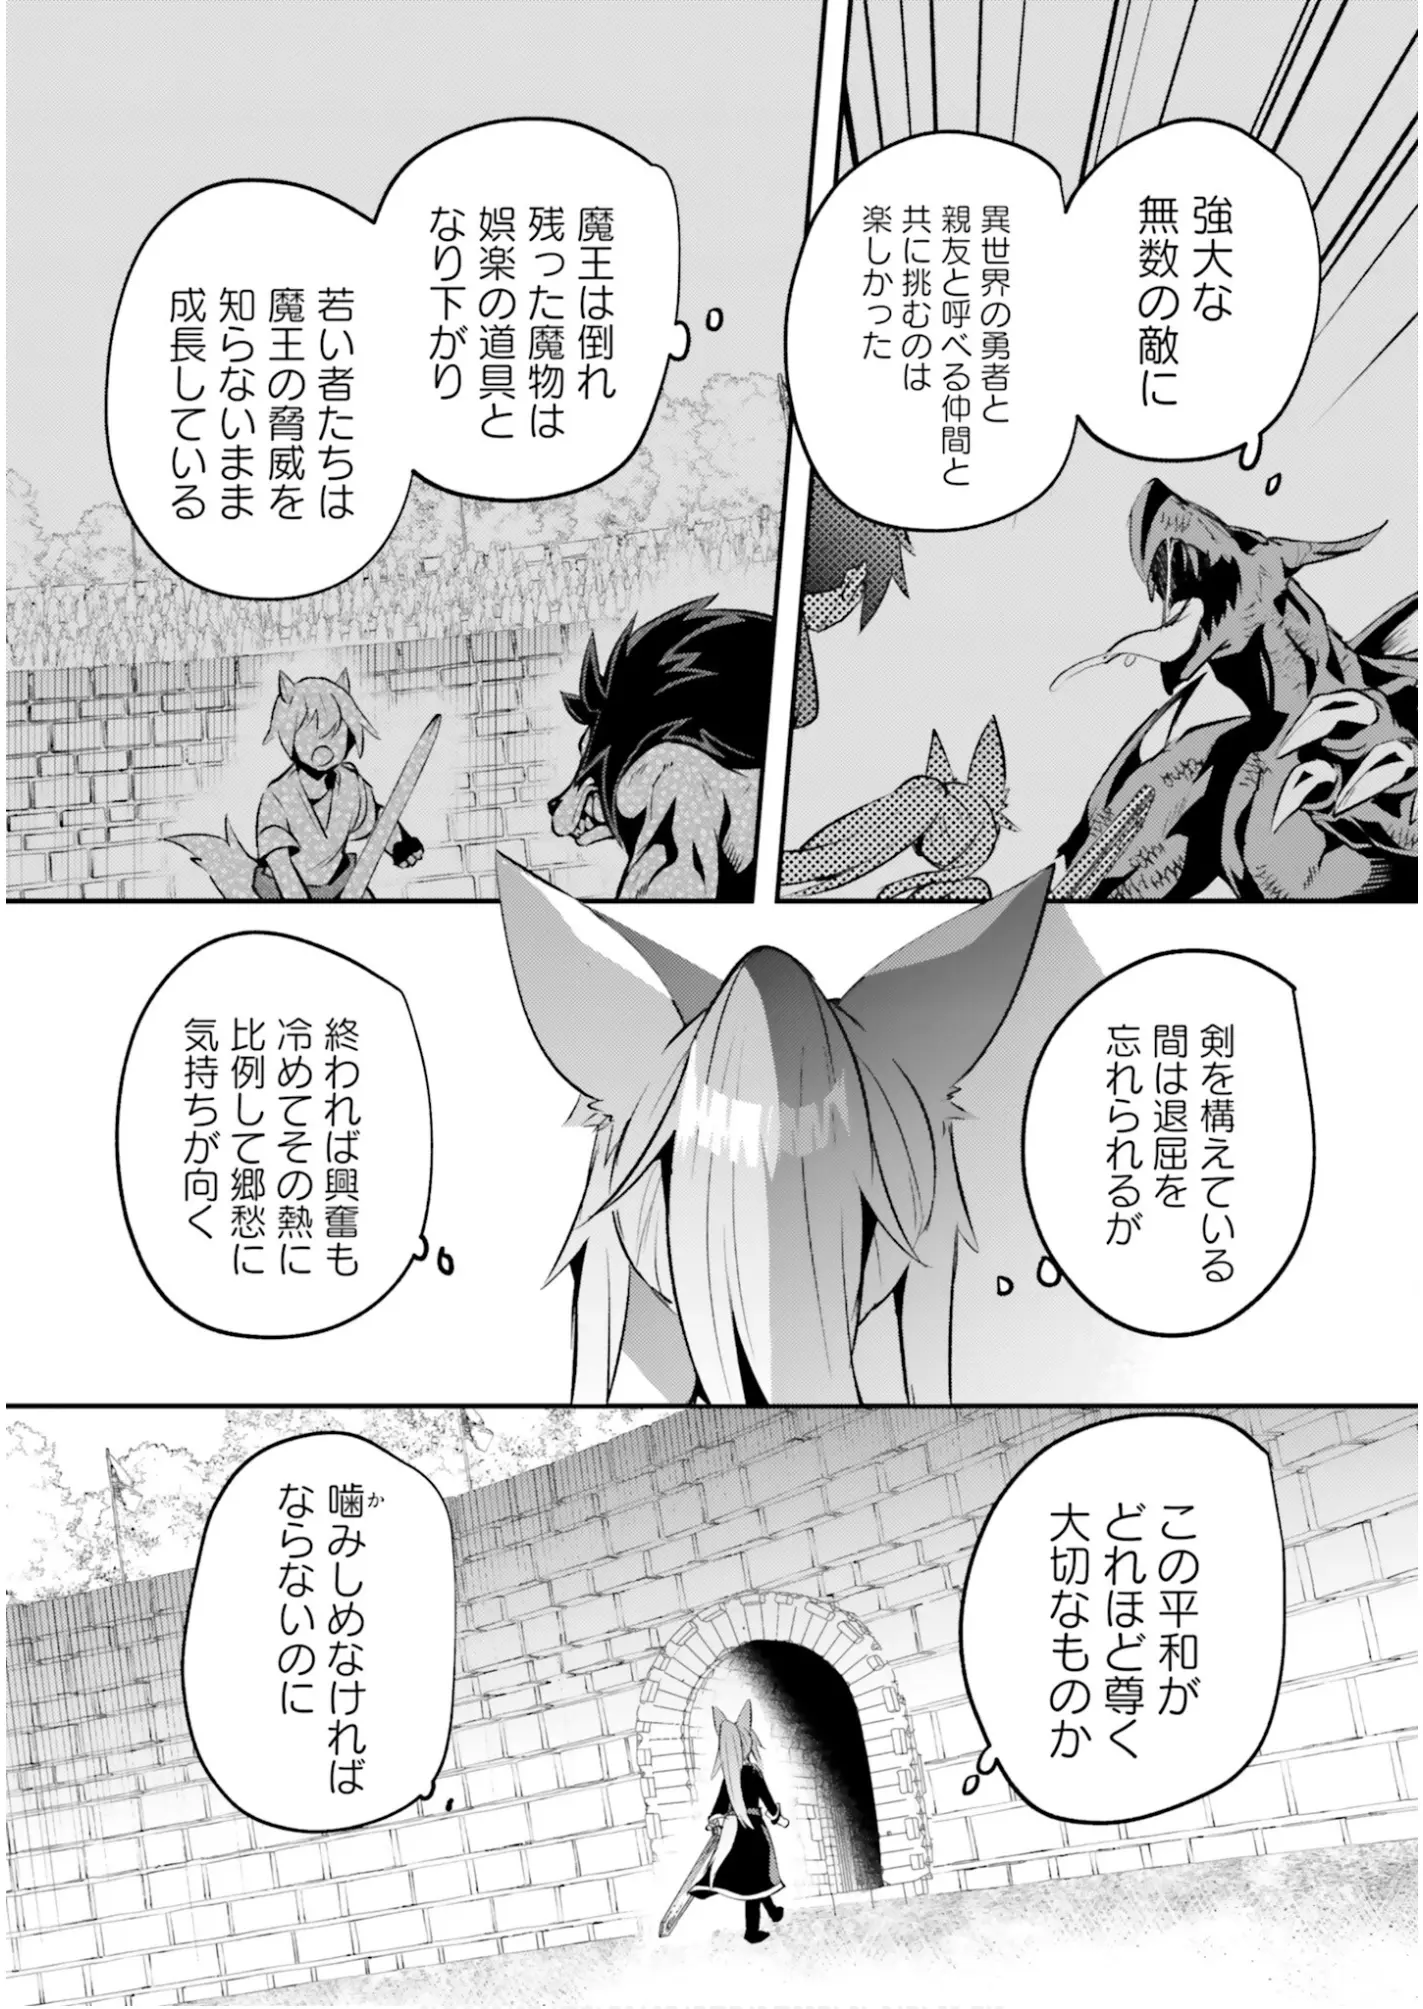 強大な
無数の敵に
異世界の勇者と
親友と呼べる仲間と
共に挑むのは
楽しかった
魔王は倒れ
残った魔物は
娯楽の道具と
なり下がり
若い者たちは
魔王の脅威を
知らないまま
成長している
剣を構えている
間は退屈を
忘れられるが
終われば興奮も
冷めてその熱に
比例して郷愁に
気持ちが向く
この平和が
どれほど尊く
大切なものか
噛みしめなければ
か
ならないのに